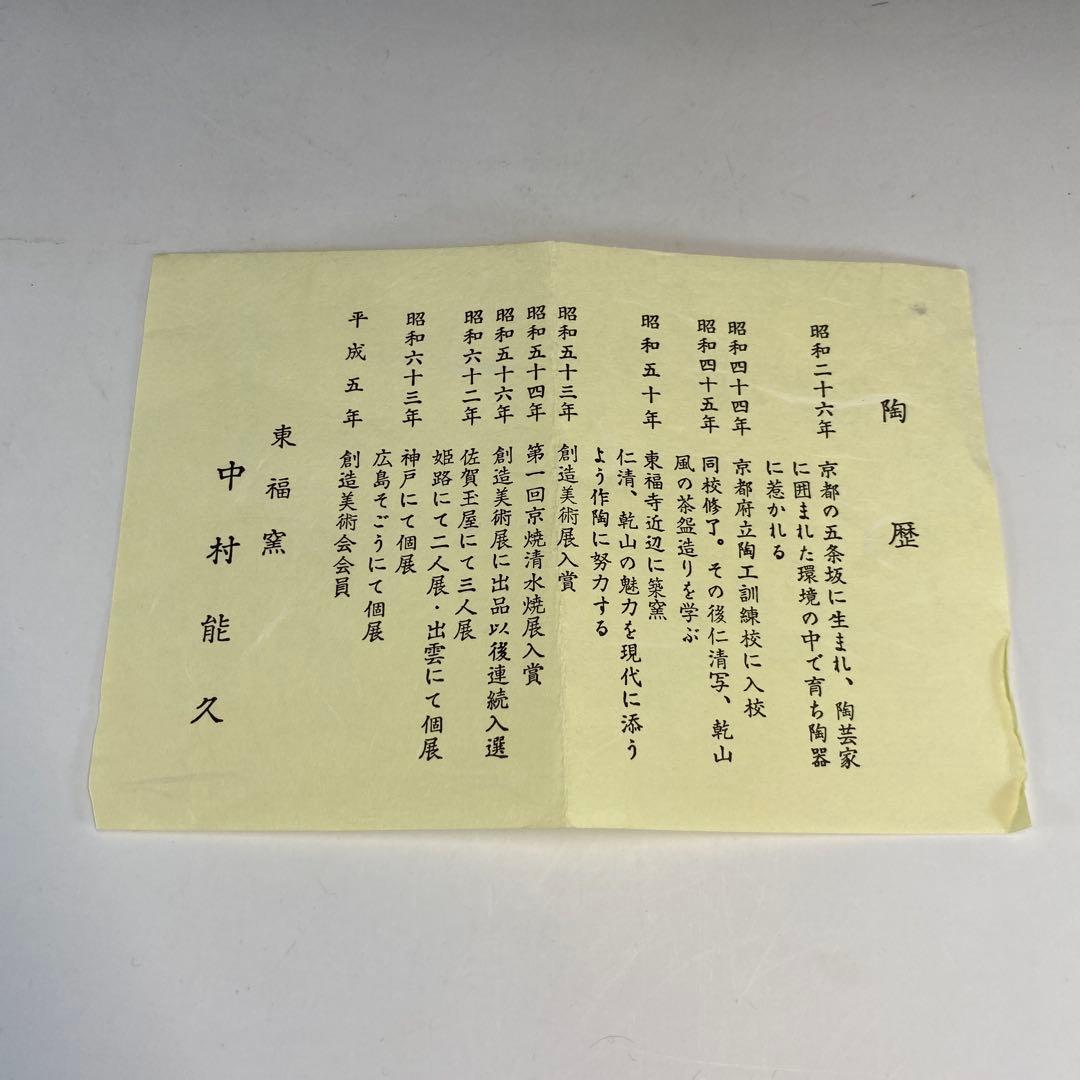 陶歴
昭和二十六年 京都の五条坂に生まれ、陶芸家
に囲まれた環境の中で育ち陶器
に惹かれる
昭和四十四年 京都府立陶工訓練校に入校
昭和四十五年 同校修了。その後仁清写、乾山
風の茶盌造りを学ぶ
昭和五十年 東福寺近辺に築窯
仁清、乾山の魅力を現代に添う
よう作陶に努力する
昭和五十三年 創造美術展入賞
昭和五十四年 第一回京焼清水焼展入賞
昭和五十六年 創造美術展に出品以後連続入選
昭和六十二年 佐賀玉屋にて三人展
姫路にて二人展・出雲にて個展
昭和六十三年 神戸にて個展
広島そごうにて個展
平成五年 創造美術会会員
東福窯
中村能久